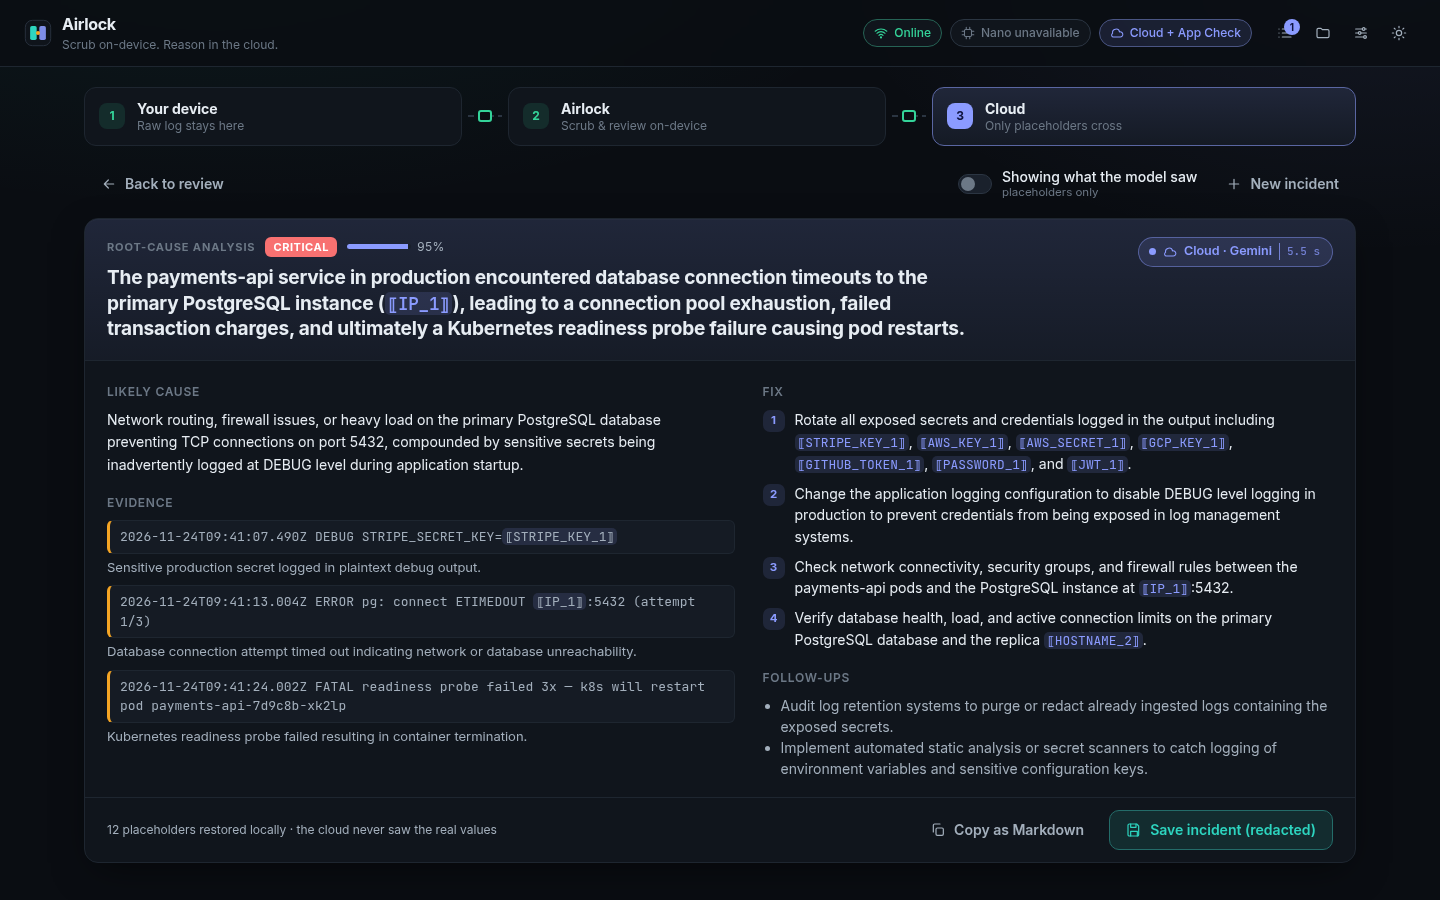 Airlock
Scrub on-device. Reason in the cloud.
Online
Nano unavailable
Cloud + App Check
1
1
Your device
Raw log stays here
2
Airlock
Scrub & review on-device
3
Cloud
Only placeholders cross
Back to review
Showing what the model saw
placeholders only
New incident
ROOT-CAUSE ANALYSIS
CRITICAL
95%
Cloud · Gemini
5.5 s
The payments-api service in production encountered database connection timeouts to the
primary PostgreSQL instance (⟦IP_1⟧), leading to a connection pool exhaustion, failed
transaction charges, and ultimately a Kubernetes readiness probe failure causing pod restarts.
LIKELY CAUSE
Network routing, firewall issues, or heavy load on the primary PostgreSQL database
preventing TCP connections on port 5432, compounded by sensitive secrets being
inadvertently logged at DEBUG level during application startup.
EVIDENCE
2026-11-24T09:41:07.490Z DEBUG STRIPE_SECRET_KEY=⟦STRIPE_KEY_1⟧
Sensitive production secret logged in plaintext debug output.
2026-11-24T09:41:13.004Z ERROR pg: connect ETIMEDOUT ⟦IP_1⟧:5432 (attempt
1/3)
Database connection attempt timed out indicating network or database unreachability.
2026-11-24T09:41:24.002Z FATAL readiness probe failed 3x — k8s will restart
pod payments-api-7d9c8b-xk2lp
Kubernetes readiness probe failed resulting in container termination.
FIX
1
Rotate all exposed secrets and credentials logged in the output including
⟦STRIPE_KEY_1⟧, ⟦AWS_KEY_1⟧, ⟦AWS_SECRET_1⟧, ⟦GCP_KEY_1⟧,
⟦GITHUB_TOKEN_1⟧, ⟦PASSWORD_1⟧, and ⟦JWT_1⟧.
2
Change the application logging configuration to disable DEBUG level logging in
production to prevent credentials from being exposed in log management
systems.
3
Check network connectivity, security groups, and firewall rules between the
payments-api pods and the PostgreSQL instance at ⟦IP_1⟧:5432.
4
Verify database health, load, and active connection limits on the primary
PostgreSQL database and the replica ⟦HOSTNAME_2⟧.
FOLLOW-UPS
• Audit log retention systems to purge or redact already ingested logs containing the
exposed secrets.
• Implement automated static analysis or secret scanners to catch logging of
environment variables and sensitive configuration keys.
12 placeholders restored locally · the cloud never saw the real values
Copy as Markdown
Save incident (redacted)